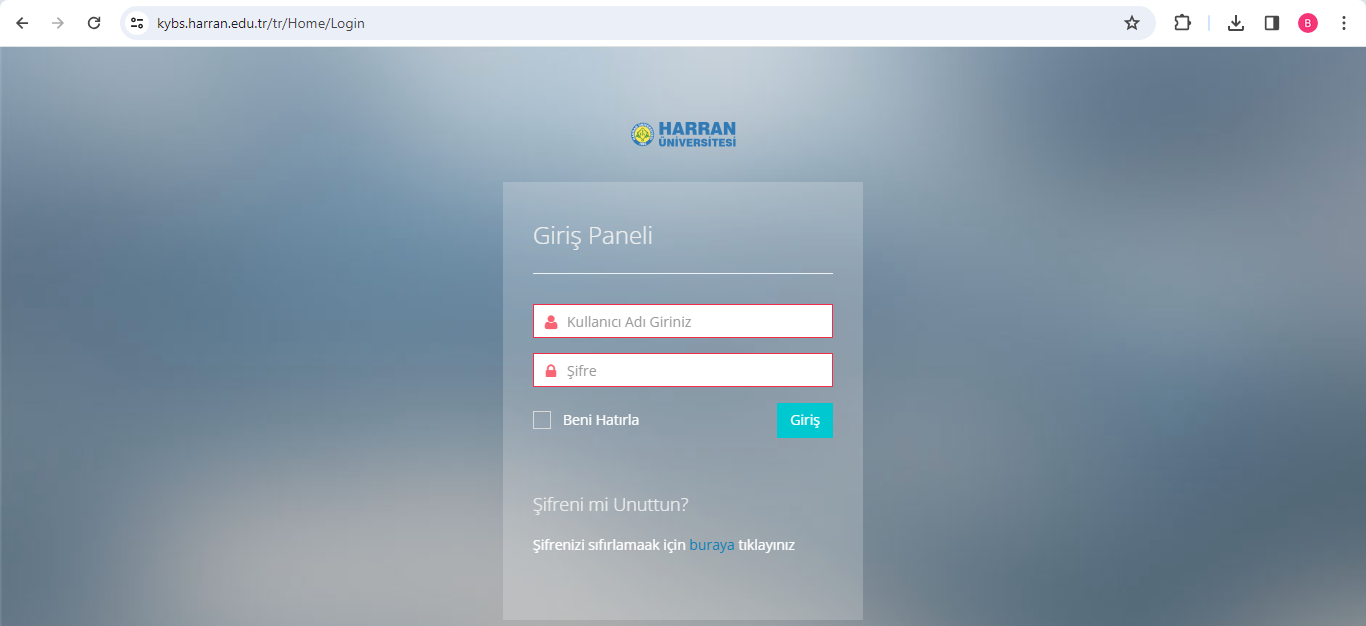 kybs.harran.edu.tr/tr/Home/Login
B
HARRAN
ÜNİVERSİTESİ
Giriş Paneli
Kullanıcı Adı Giriniz
Şifre
Beni Hatırla
Giriş
Şifreni mi Unuttun?
Şifrenizi sıfırlamaak için buraya tıklayınız